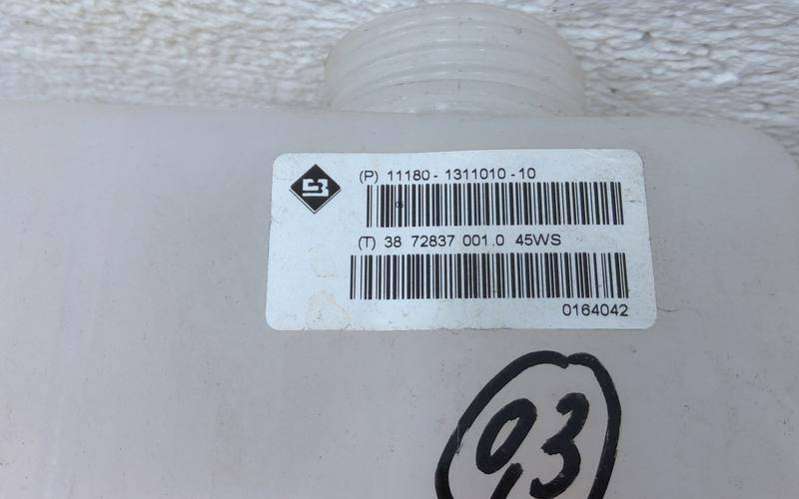 (P) 11180 - 1311010 - 10
(T) 38 72837 001.0 45WS
0164042
93